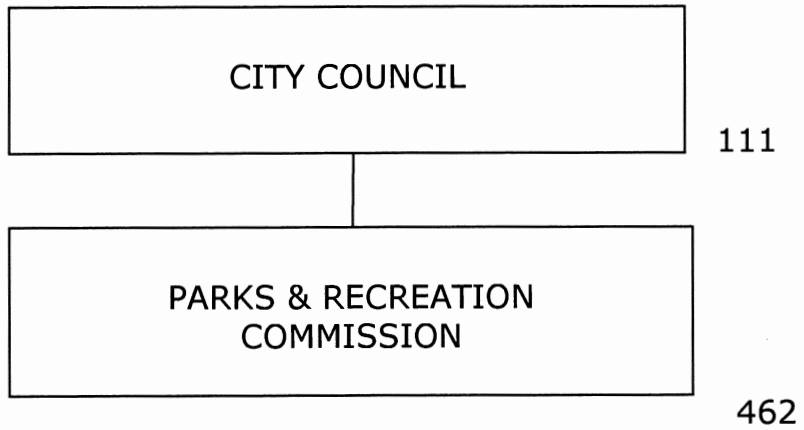 CITY COUNCIL
111
PARKS & RECREATION
COMMISSION
462